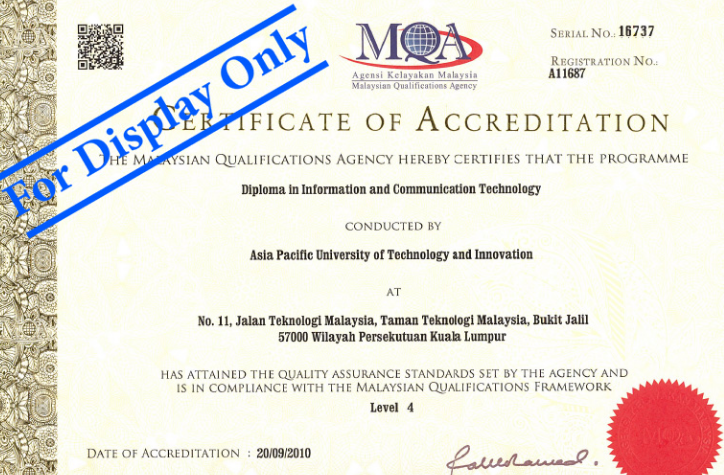 For Display Only
MQA
Agensi Kelayakan Malaysia
Malaysian Qualifications Agency
SERIAL NO.: 16737
REGISTRATION NO.:
A11687
CERTIFICATE OF ACCREDITATION
THE MALAYSIAN QUALIFICATIONS AGENCY HEREBY CERTIFIES THAT THE PROGRAMME
Diploma in Information and Communication Technology
CONDUCTED BY
Asia Pacific University of Technology and Innovation
AT
No. 11, Jalan Teknologi Malaysia, Taman Teknologi Malaysia, Bukit Jalil
57000 Wilayah Persekutuan Kuala Lumpur
HAS ATTAINED THE QUALITY ASSURANCE STANDARDS SET BY THE AGENCY AND
IS IN COMPLIANCE WITH THE MALAYSIAN QUALIFICATIONS FRAMEWORK
Level 4
DATE OF ACCREDITATION : 20/09/2010
MQA